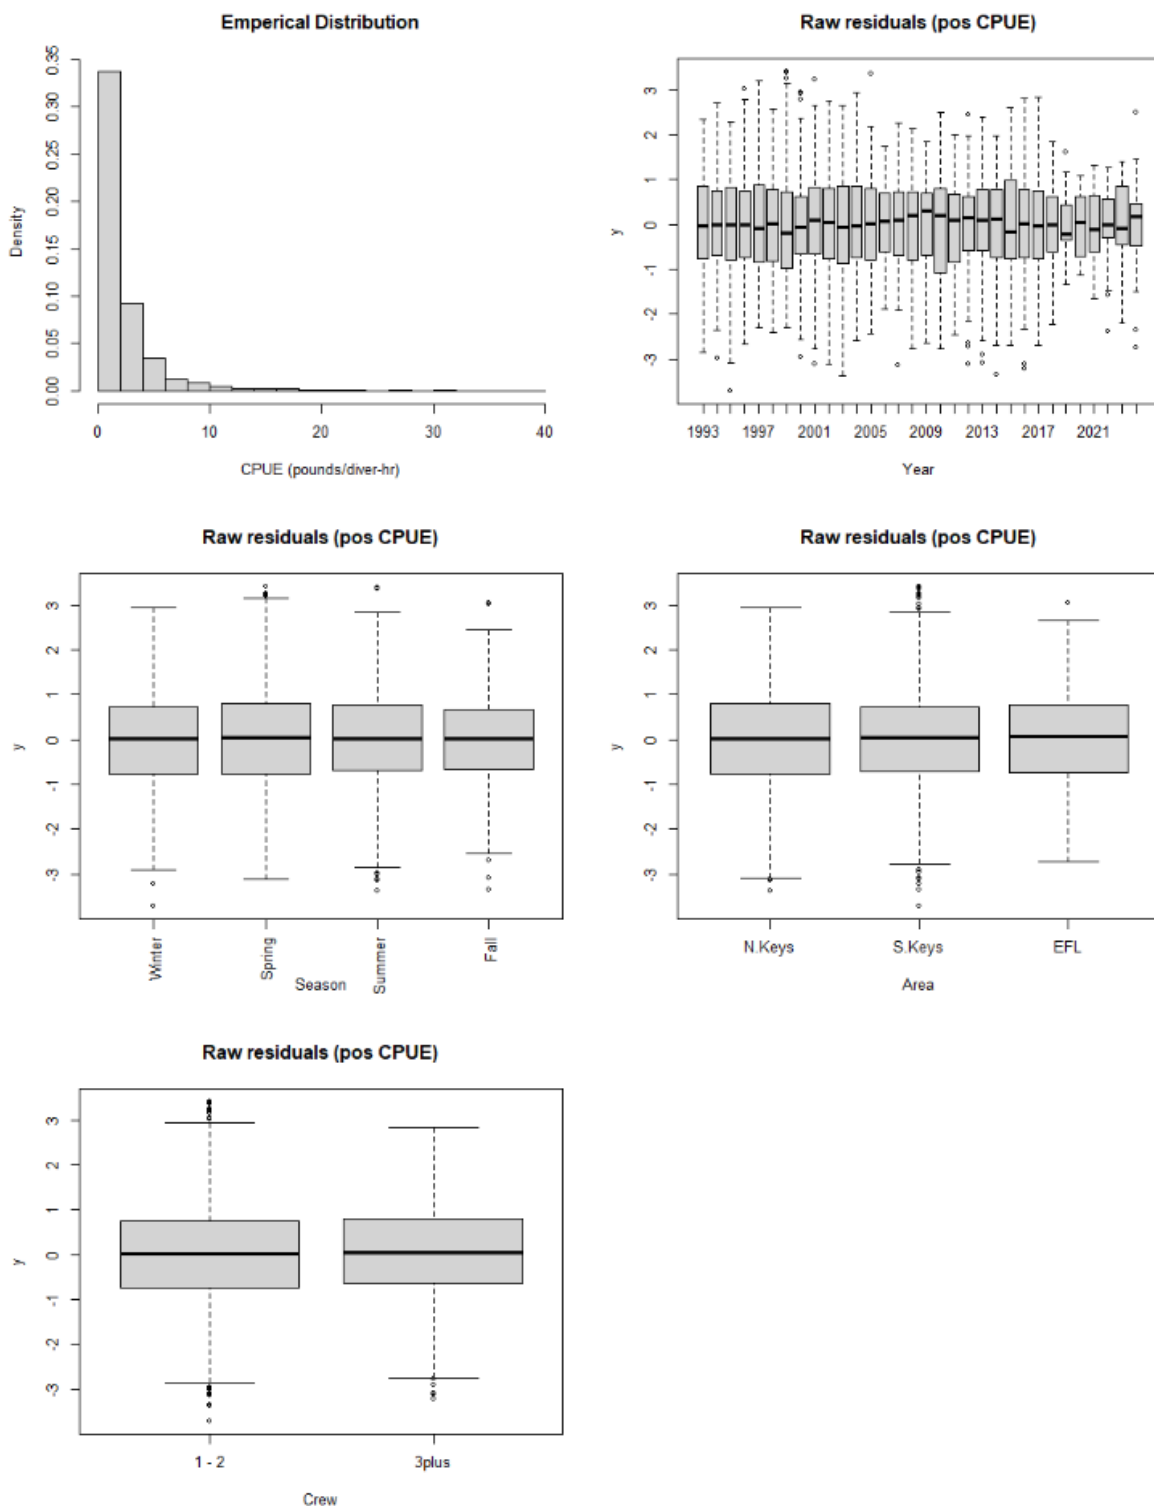 Emperical Distribution
Density
0.00 0.05 0.10 0.15 0.20 0.25 0.30 0.35
0 10 20 30 40
CPUE (pounds/diver-hr)
Raw residuals (pos CPUE)
y
-3 -2 -1 0 1 2 3
1993 1997 2001 2005 2009 2013 2017 2021
Year
Raw residuals (pos CPUE)
y
-3 -2 -1 0 1 2 3
Winter Spring Summer Fall
Season
Raw residuals (pos CPUE)
y
-3 -2 -1 0 1 2 3
N.Keys S.Keys EFL
Area
Raw residuals (pos CPUE)
y
-3 -2 -1 0 1 2 3
1 - 2 3plus
Crew